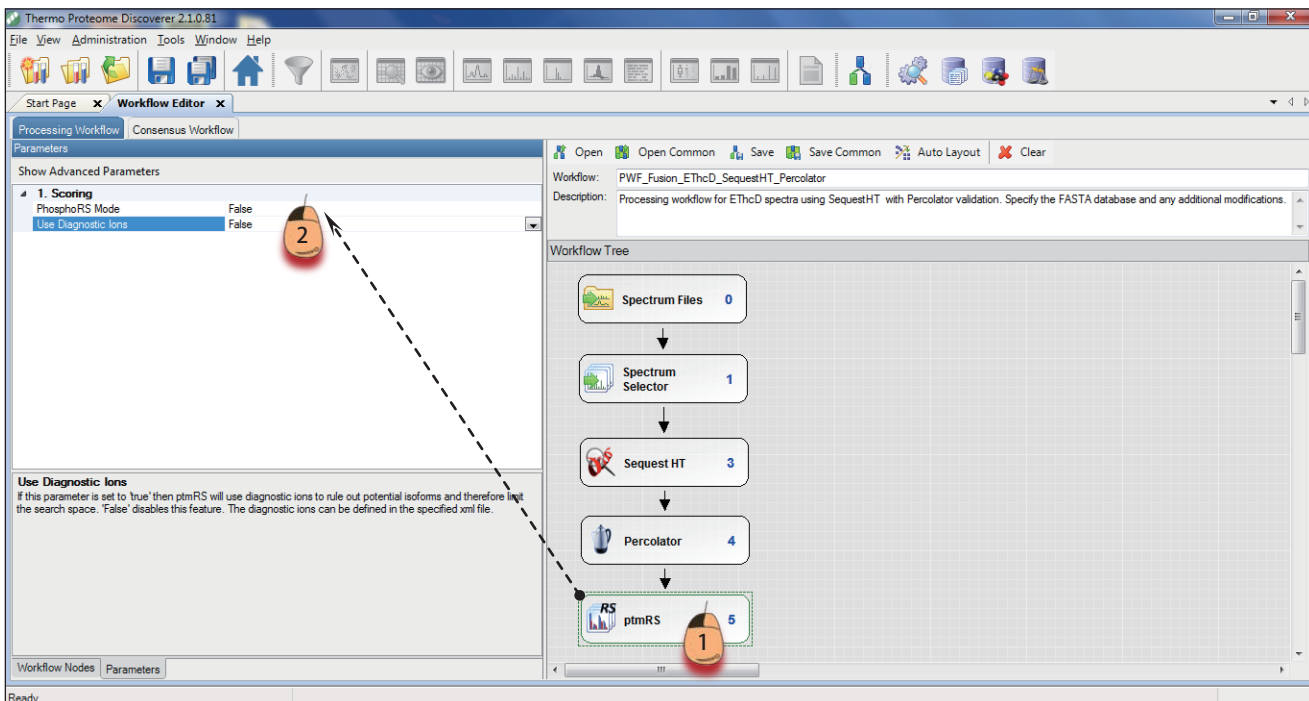 Thermo Proteome Discoverer 2.1.0.81
File View Administration Tools Window Help
Start Page x Workflow Editor x
Processing Workflow Consensus Workflow
Parameters
Show Advanced Parameters
1. Scoring
PhosphoRS Mode False
Use Diagnostic Ions False
2
Use Diagnostic Ions
If this parameter is set to 'true' then ptmRS will use diagnostic ions to rule out potential isoforms and therefore limit
the search space. 'False' disables this feature. The diagnostic ions can be defined in the specified xml file.
Workflow Nodes Parameters
Open Open Common Save Save Common Auto Layout Clear
Workflow: PWF_Fusion_EThcD_SequestHT_Percolator
Description: Processing workflow for EThcD spectra using SequestHT with Percolator validation. Specify the FASTA database and any additional modifications.
Workflow Tree
Spectrum Files 0
Spectrum
Selector 1
Sequest HT 3
Percolator 4
RS
ptmRS 5
1
Ready